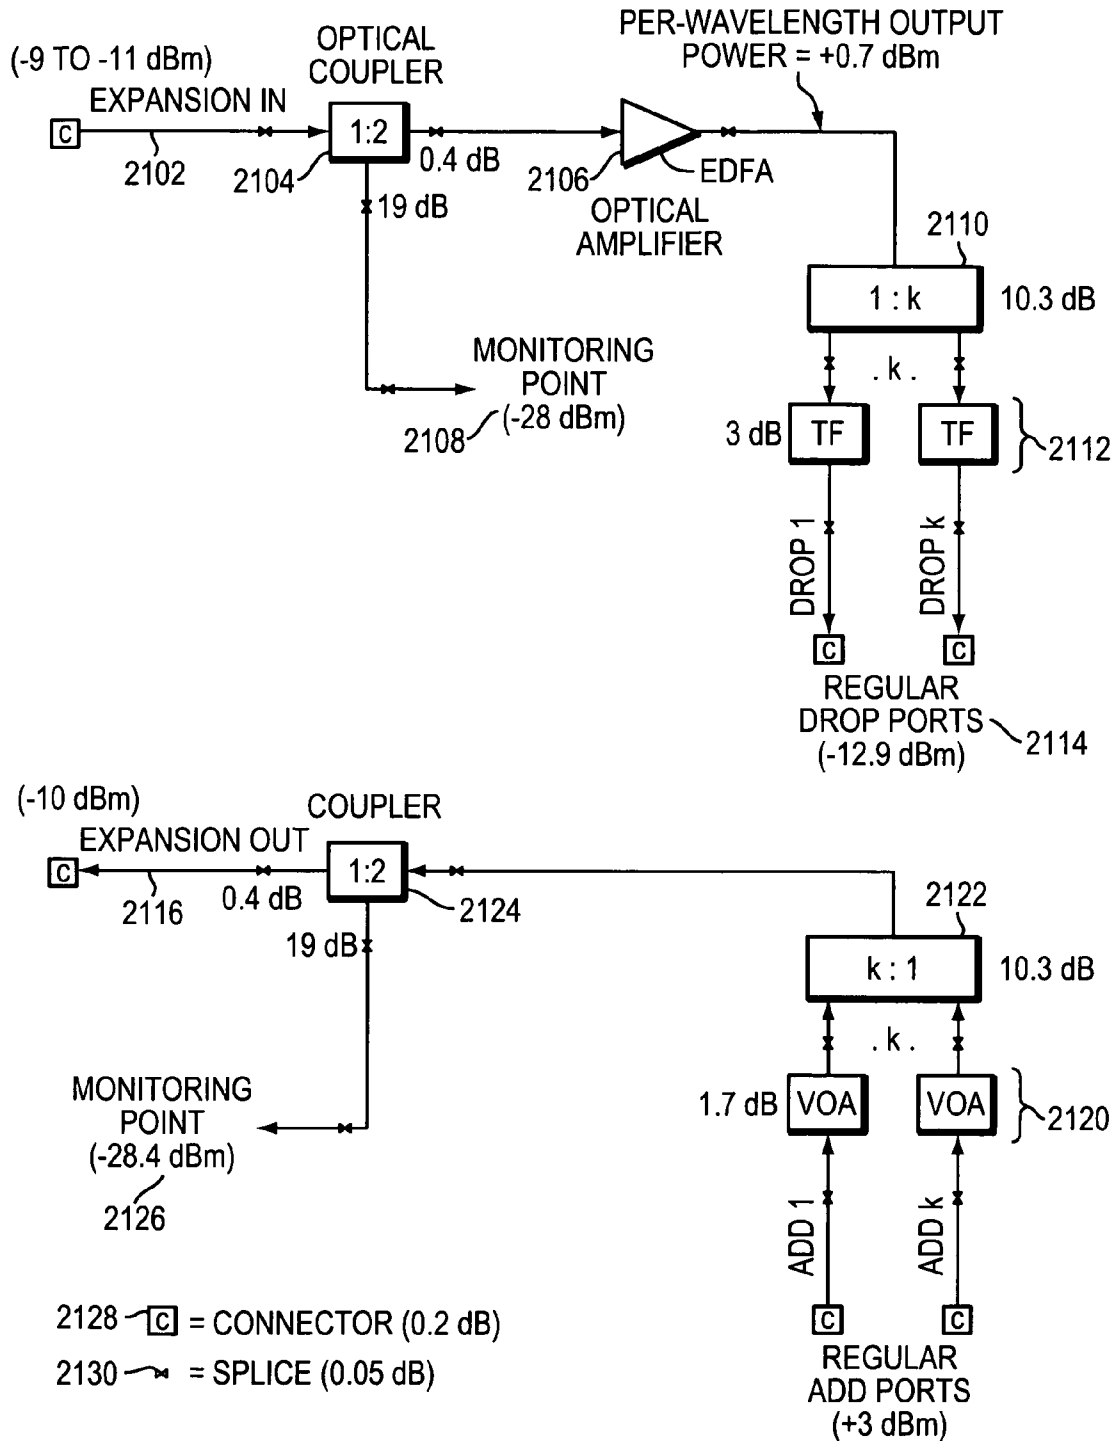 (-9 TO -11 dBm)
EXPANSION IN
C
2102
OPTICAL
COUPLER
1:2
2104
0.4 dB
19 dB
2106
EDFA
OPTICAL
AMPLIFIER
PER-WAVELENGTH OUTPUT
POWER = +0.7 dBm
2110
1 : k
10.3 dB
MONITORING
POINT
(-28 dBm)
2108
. k .
3 dB
TF
TF
2112
DROP 1
DROP k
C
C
REGULAR
DROP PORTS
(-12.9 dBm)
2114
(-10 dBm)
EXPANSION OUT
C
2116
0.4 dB
COUPLER
1:2
2124
19 dB
2122
k : 1
10.3 dB
. k .
1.7 dB
VOA
VOA
2120
MONITORING
POINT
(-28.4 dBm)
2126
ADD 1
ADD k
C
C
REGULAR
ADD PORTS
(+3 dBm)
2128 C = CONNECTOR (0.2 dB)
2130 = SPLICE (0.05 dB)